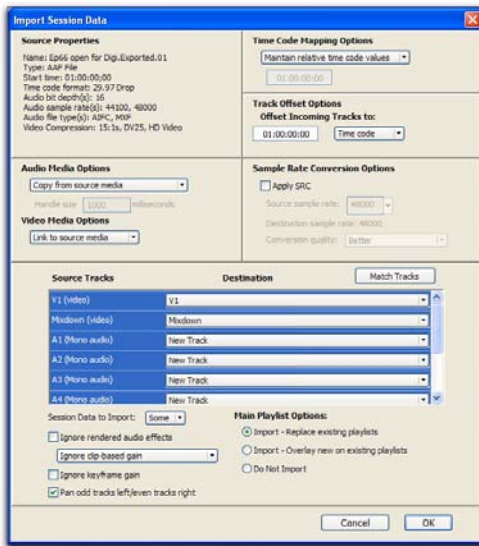 Import Session Data
Source Properties
Name: Ep66 open for Digi.Exported.01
Type: AAF File
Start time: 01:00:00;00
Time code format: 29.97 Drop
Audio bit depth(s): 16
Audio sample rate(s): 44100, 48000
Audio file type(s): AIFC, MXF
Video Compression: 15:1s, DV25, HD Video
Time Code Mapping Options
Maintain relative time code values
01:00:00:00
Track Offset Options
Offset Incoming Tracks to:
01:00:00:00 Time code
Audio Media Options
Copy from source media
Handle size 1000 milliseconds
Video Media Options
Link to source media
Sample Rate Conversion Options
Apply SRC
Source sample rate: 48000
Destination sample rate: 48000
Conversion quality: Better
Source Tracks Destination Match Tracks
V1 (video) V1
Mixdown (video) Mixdown
A1 (Mono audio) New Track
A2 (Mono audio) New Track
A3 (Mono audio) New Track
A4 (Mono audio) New Track
Session Data to Import: Some
Ignore rendered audio effects
Ignore clip-based gain
Ignore keyframe gain
Pan odd tracks left/even tracks right
Main Playlist Options:
Import - Replace existing playlists
Import - Overlay new on existing playlists
Do Not Import
Cancel OK